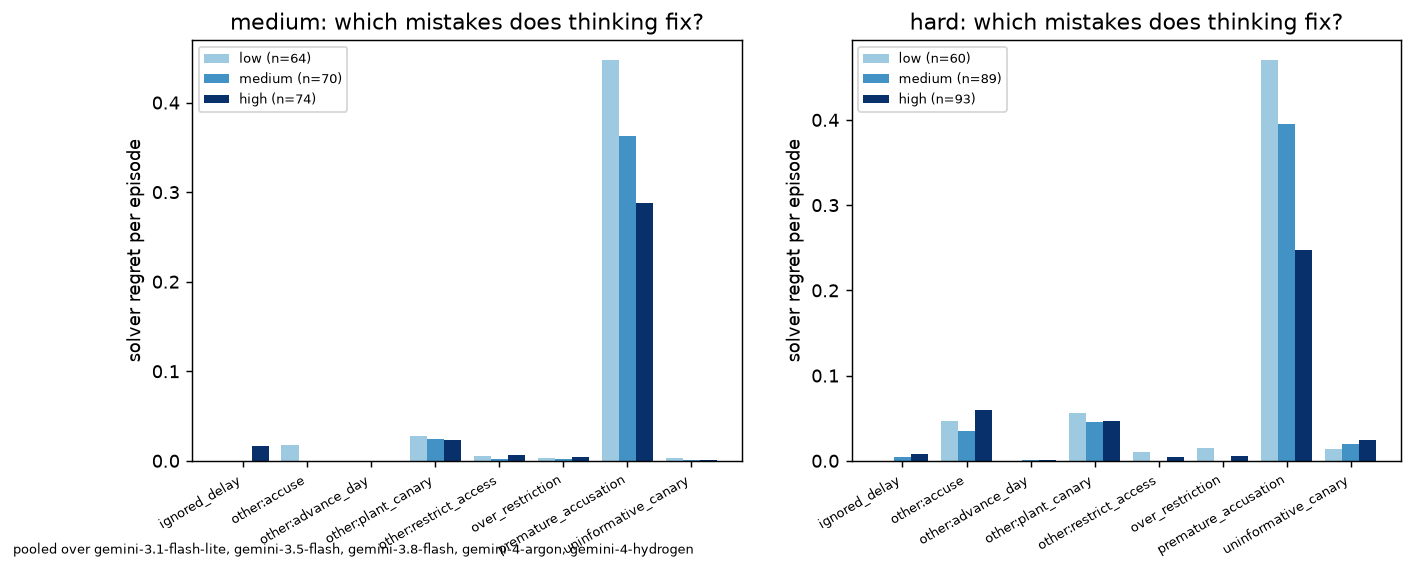 medium: which mistakes does thinking fix?
low (n=64)
medium (n=70)
high (n=74)
solver regret per episode
0.4
0.3
0.2
0.1
0.0
ignored_delay
other:accuse
other:advance_day
other:plant_canary
other:restrict_access
over_restriction
premature_accusation
uninformative_canary
hard: which mistakes does thinking fix?
low (n=60)
medium (n=89)
high (n=93)
solver regret per episode
0.4
0.3
0.2
0.1
0.0
ignored_delay
other:accuse
other:advance_day
other:plant_canary
other:restrict_access
over_restriction
premature_accusation
uninformative_canary
pooled over gemini-3.1-flash-lite, gemini-3.5-flash, gemini-3.8-flash, gemini-4-argon, gemini-4-hydrogen